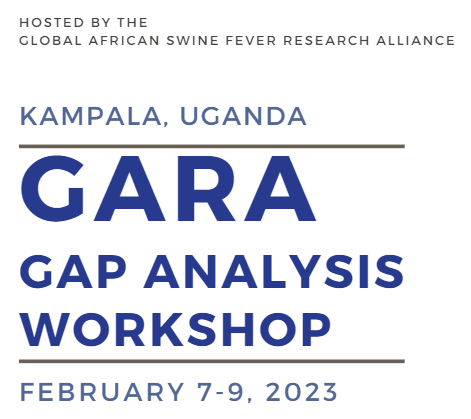 HOSTED BY THE
GLOBAL AFRICAN SWINE FEVER RESEARCH ALLIANCE
KAMPALA, UGANDA
GARA
GAP ANALYSIS
WORKSHOP
FEBRUARY 7-9, 2023